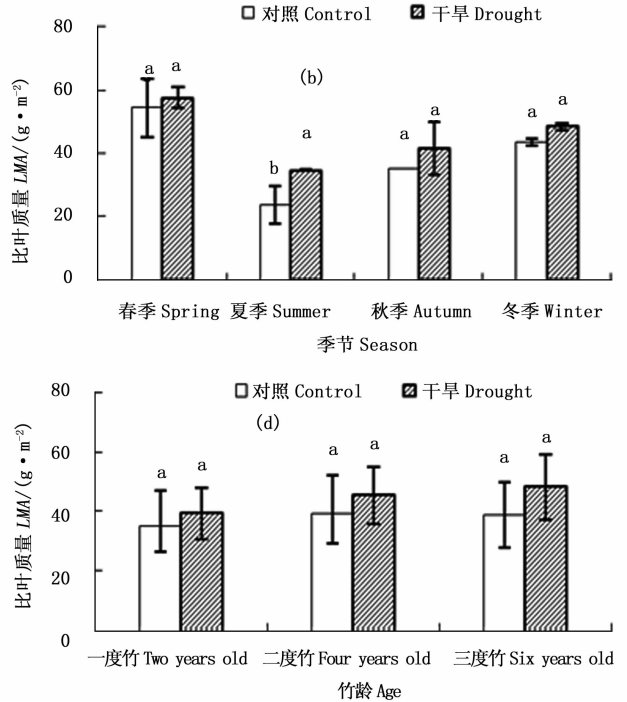 对照 Control 干旱 Drought
(b)
比叶质量 LMA/(g·m⁻²)
80
60
40
20
0
a a
b a
a a
a a
春季 Spring 夏季 Summer 秋季 Autumn 冬季 Winter
季节 Season
对照 Control 干旱 Drought
(d)
比叶质量 LMA/(g·m⁻²)
80
60
40
20
0
a a
a a
a a
一度竹 Two years old 二度竹 Four years old 三度竹 Six years old
竹龄 Age